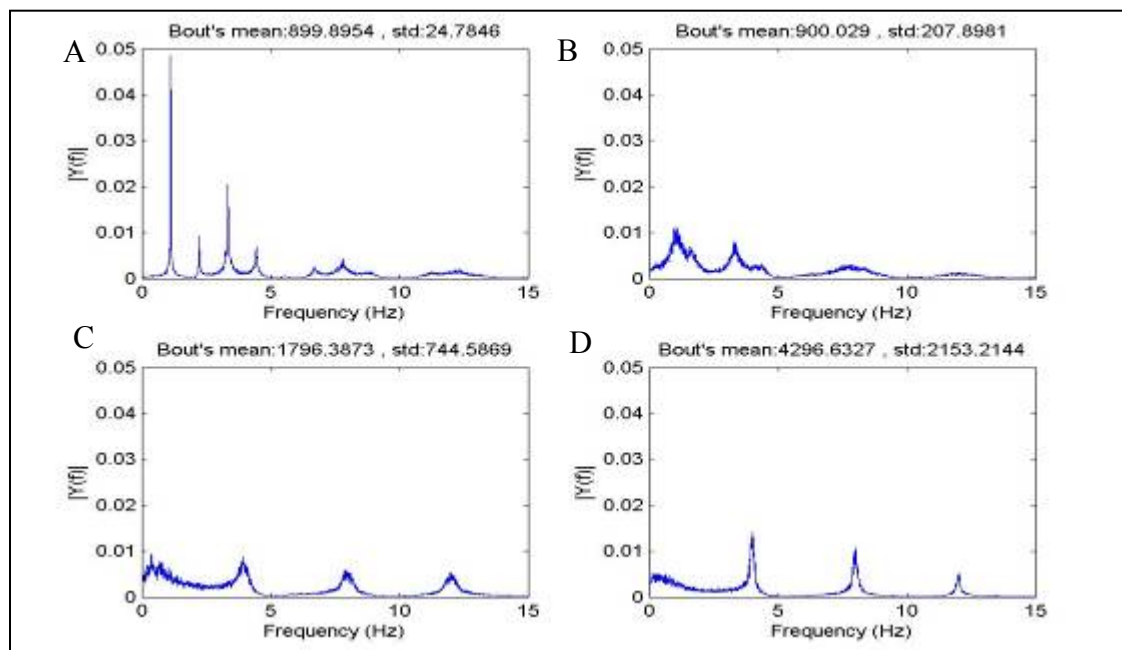 A
Bout's mean:899.8954 , std:24.7846
0.05
0.04
0.03
0.02
0.01
0
|Y(f)|
0 5 10 15
Frequency (Hz)
B
Bout's mean:900.029 , std:207.8981
0.05
0.04
0.03
0.02
0.01
0
|Y(f)|
0 5 10 15
Frequency (Hz)
C
Bout's mean:1796.3873 , std:744.5869
0.05
0.04
0.03
0.02
0.01
0
|Y(f)|
0 5 10 15
Frequency (Hz)
D
Bout's mean:4296.6327 , std:2153.2144
0.05
0.04
0.03
0.02
0.01
0
|Y(f)|
0 5 10 15
Frequency (Hz)